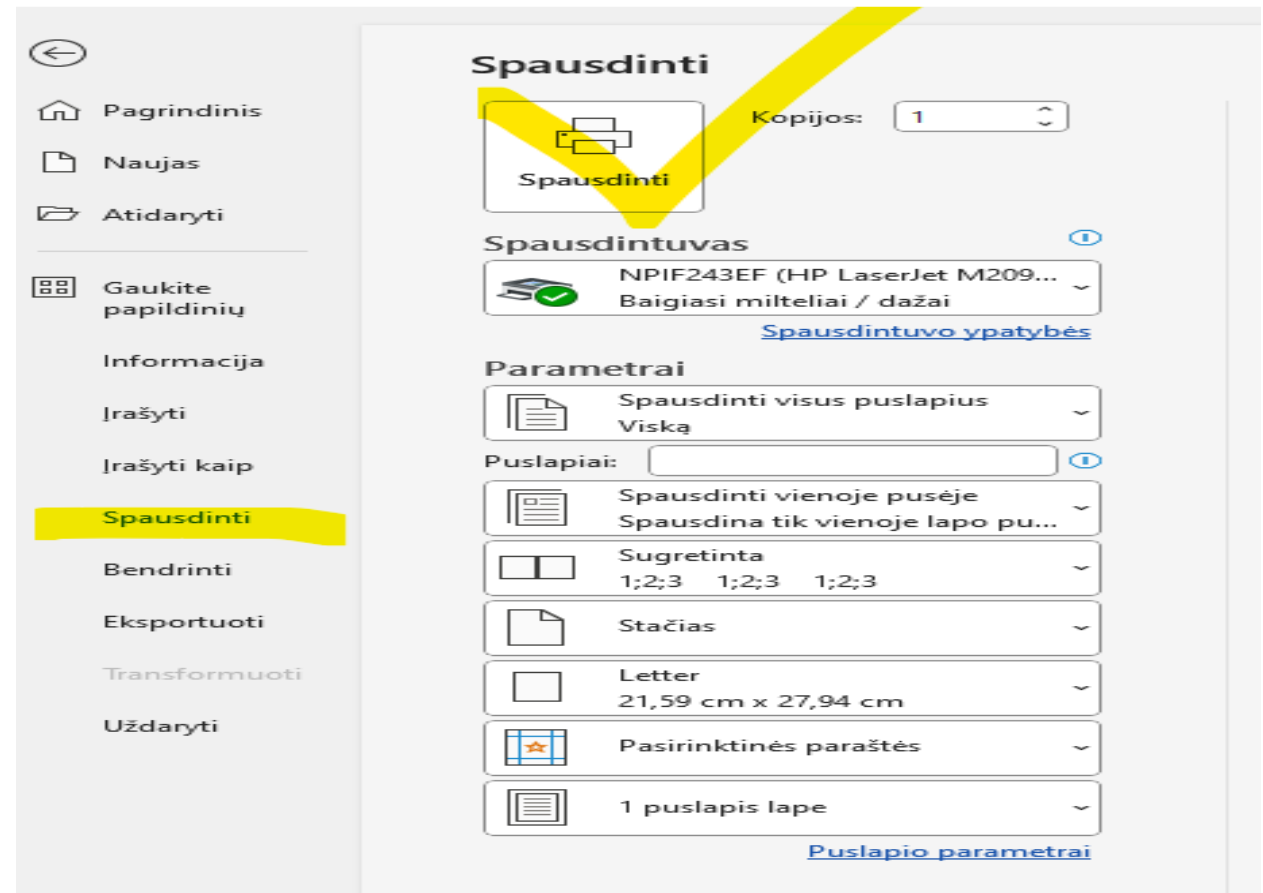 Pagrindinis
Naujas
Atidaryti
Gaukite
papildinių
Informacija
Įrašyti
Įrašyti kaip
Spausdinti
Bendrinti
Eksportuoti
Transformuoti
Uždaryti
Spausdinti
Kopijos: 1
Spausdinti
Spausdintuvas
NPIF243EF (HP LaserJet M209...
Baigiasi milteliai / dažai
Spausdintuvo ypatybės
Parametrai
Spausdinti visus puslapius
Viską
Puslapiai:
Spausdinti vienoje pusėje
Spausdina tik vienoje lapo pu...
Sugretinta
1;2;3 1;2;3 1;2;3
Stačias
Letter
21,59 cm x 27,94 cm
Pasirinktinės paraštės
1 puslapis lape
Puslapio parametrai